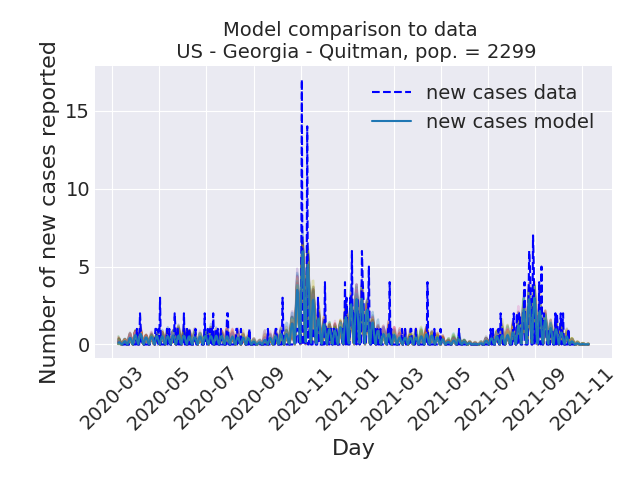 Model comparison to data
US - Georgia - Quitman, pop. = 2299
new cases data
new cases model
Number of new cases reported
15
10
5
0
2020-03
2020-05
2020-07
2020-09
2020-11
2021-01
2021-03
2021-05
2021-07
2021-09
2021-11
Day